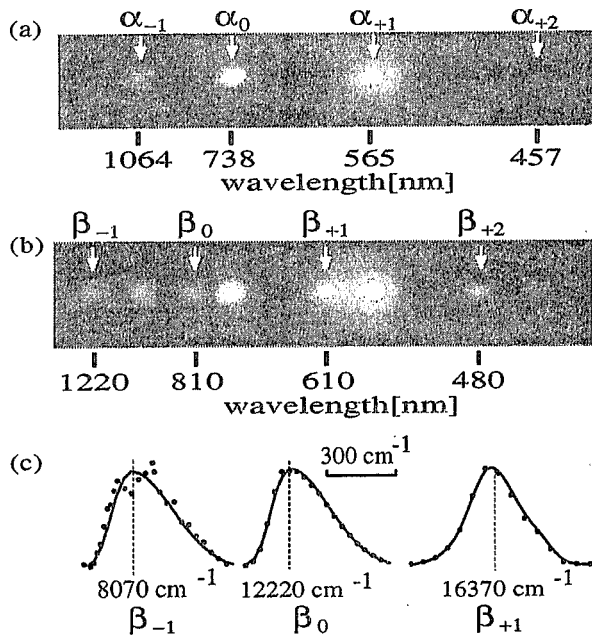 (a) α₋₁ α₀ α₊₁ α₊₂
1064 738 565 457
wavelength[nm]
(b) β₋₁ β₀ β₊₁ β₊₂
1220 810 610 480
wavelength[nm]
(c) 300 cm⁻¹
8070 cm⁻¹ 12220 cm⁻¹ 16370 cm⁻¹
β₋₁ β₀ β₊₁